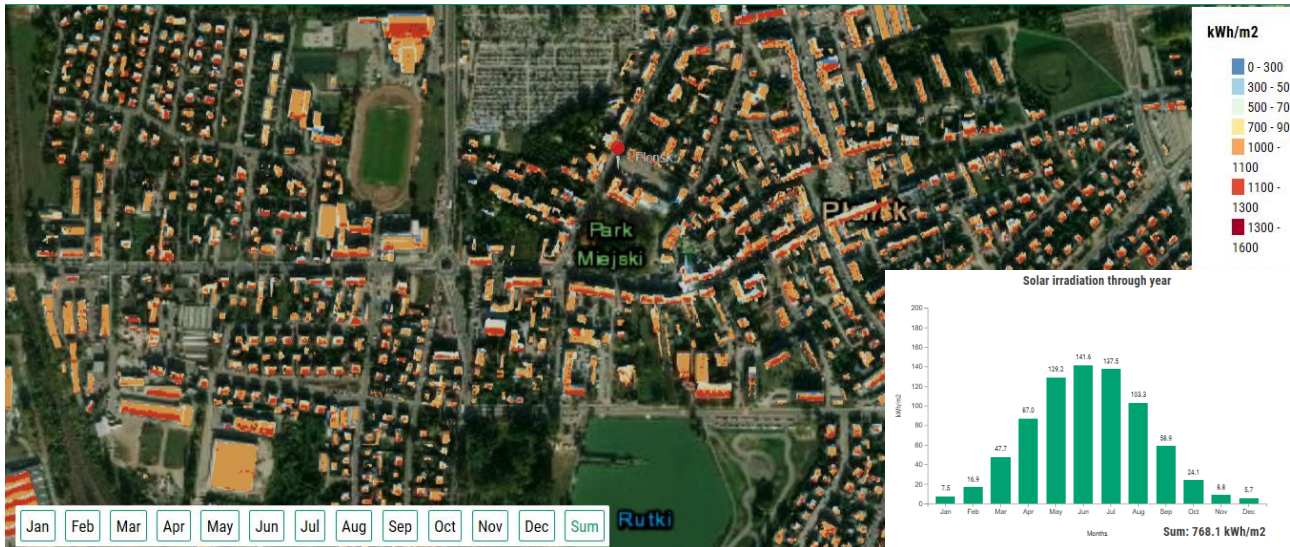 kWh/m2
0 - 300
300 - 50
500 - 70
700 - 90
1000 -
1100
1100 -
1300
1300 -
1600
Płońsk
Płońsk
Park
Miejski
Rutki
Jan Feb Mar Apr May Jun Jul Aug Sep Oct Nov Dec Sum
Solar irradiation through year
200
180
160
140
120
100
80
60
40
20
0
kWh/m2
7.5
16.9
47.7
87.0
129.2
141.6
137.5
103.3
58.9
24.1
8.8
5.7
Jan Feb Mar Apr May Jun Jul Aug Sep Oct Nov Dec
Months
Sum: 768.1 kWh/m2